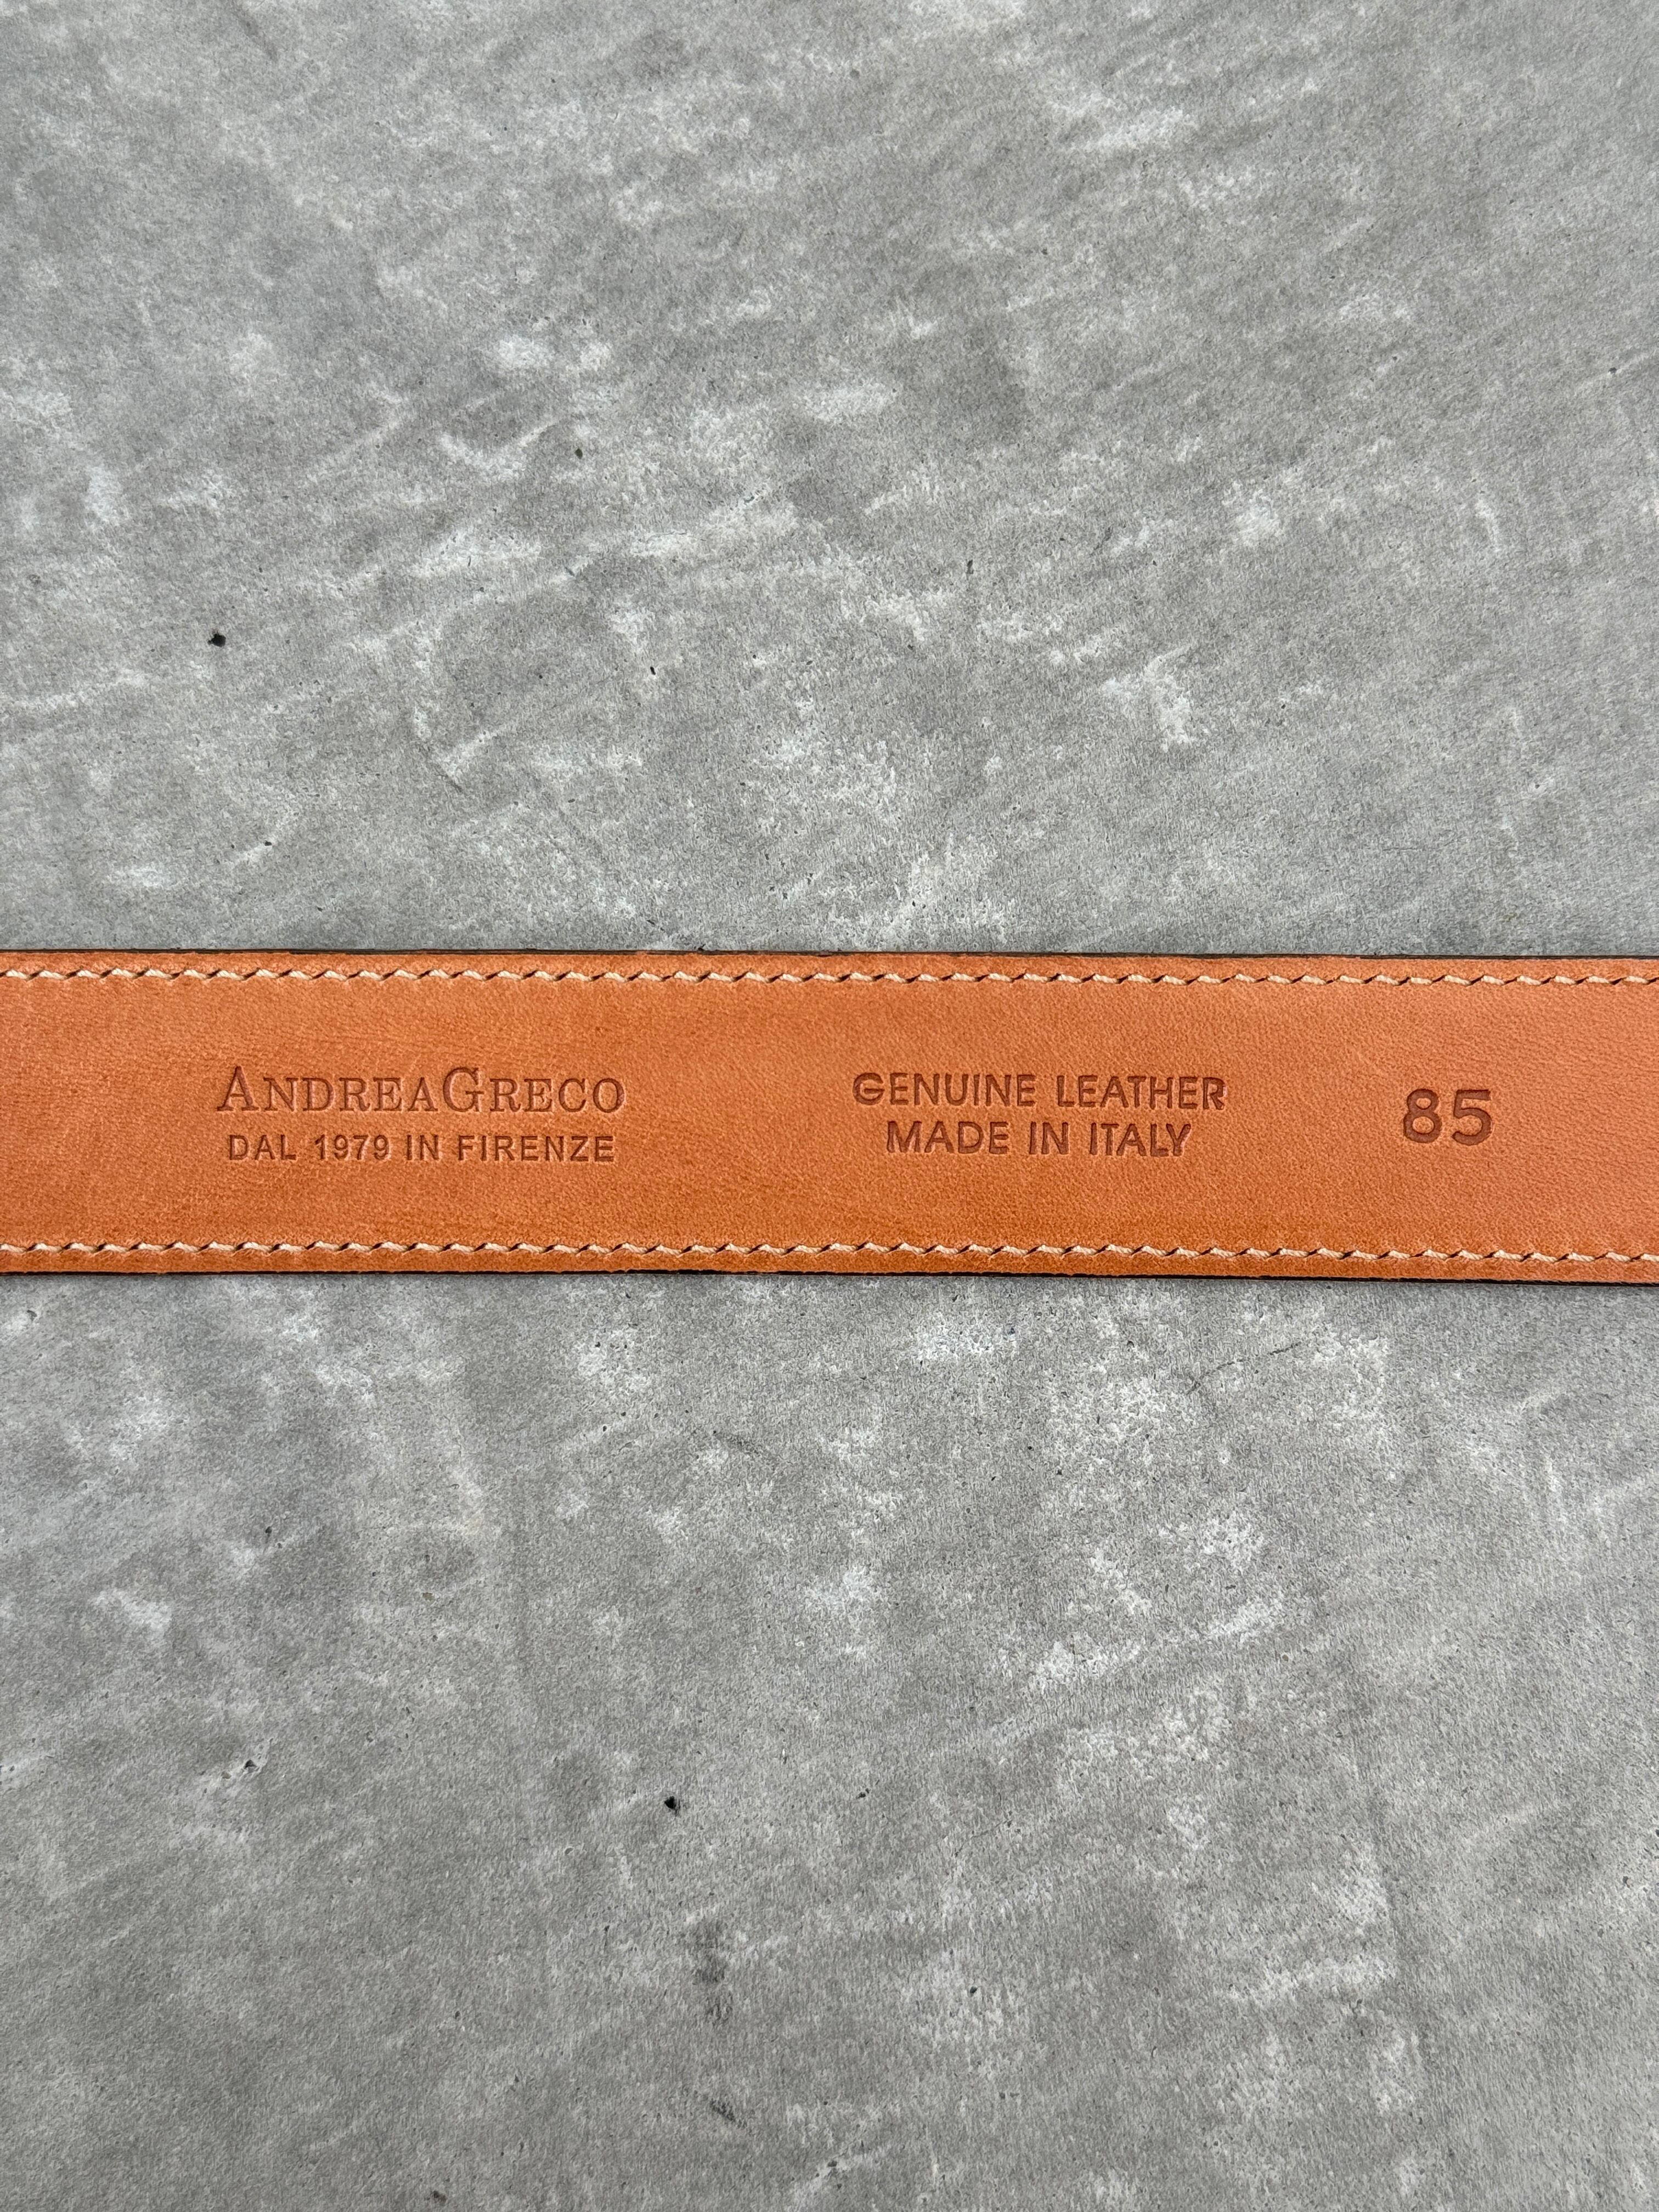 ANDREAGRECO
DAL 1979 IN FIRENZE
GENUINE LEATHER
MADE IN ITALY
85